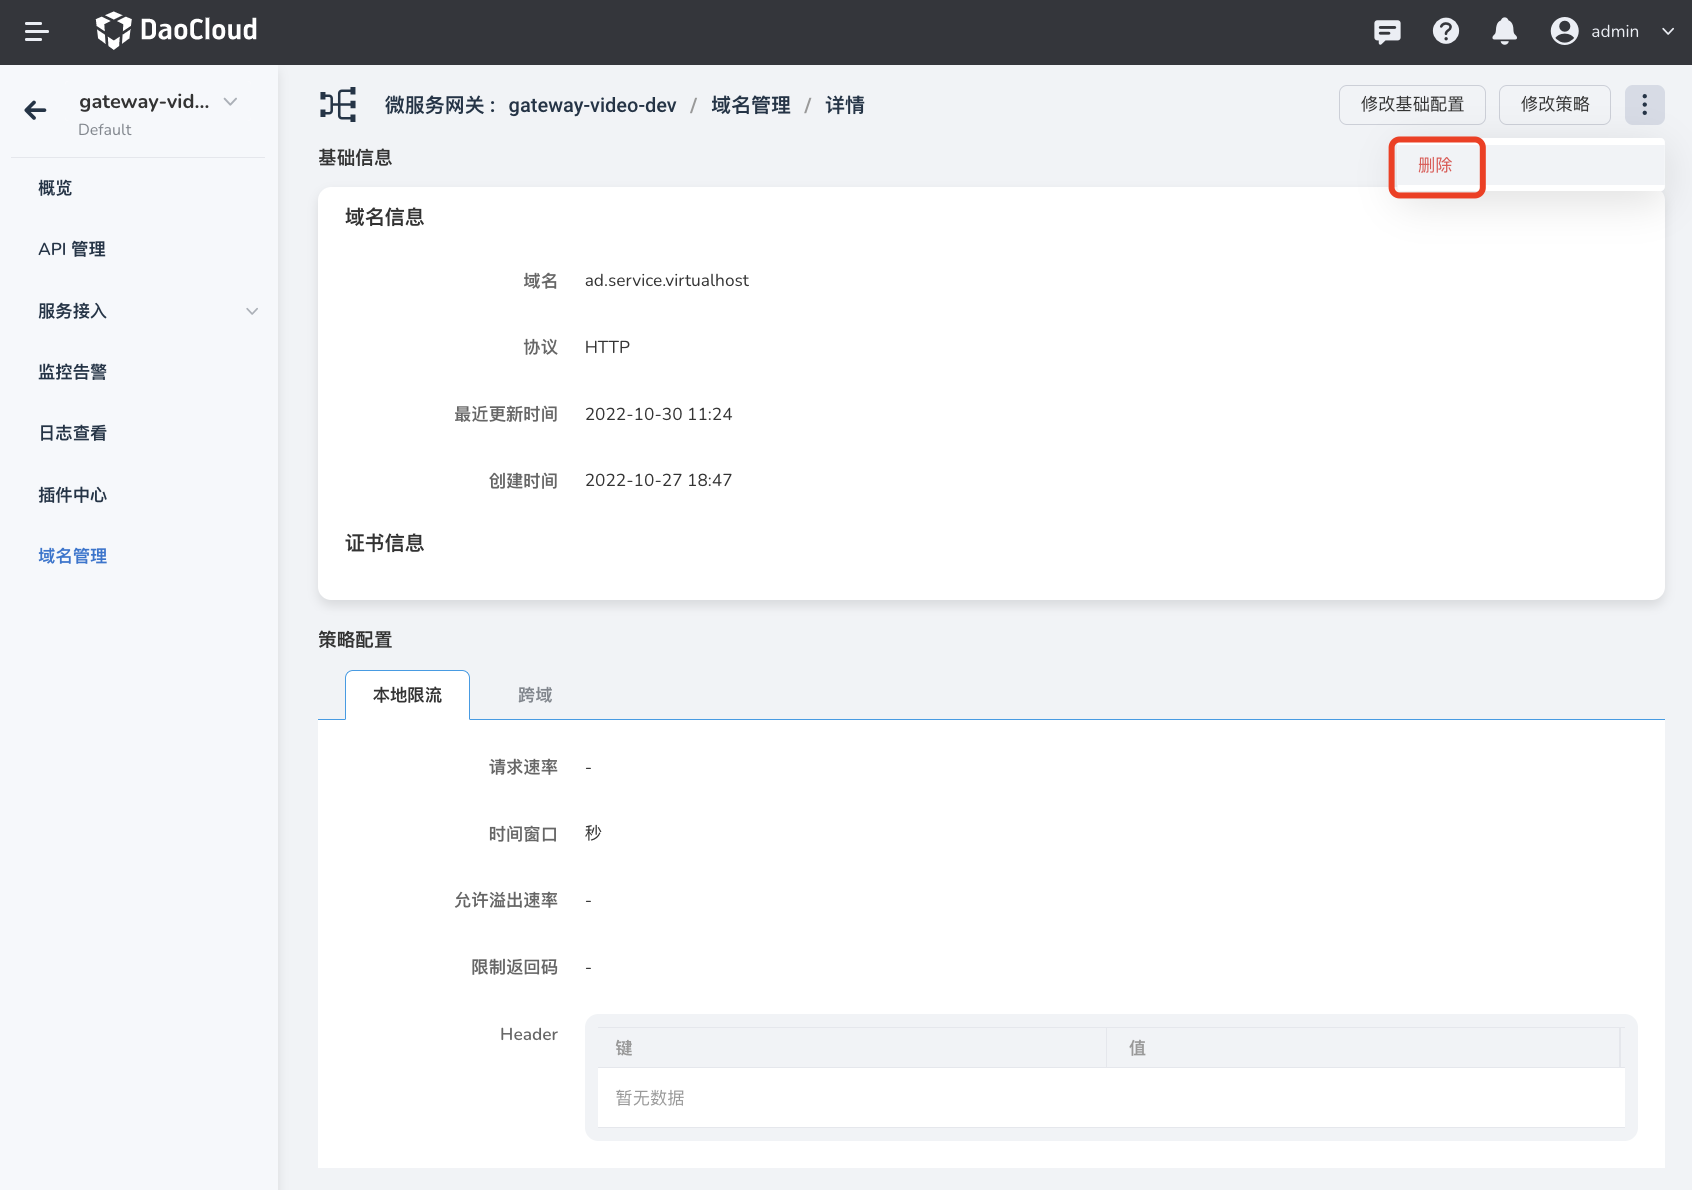 DaoCloud
admin
gateway-vid...
Default
概览
API 管理
服务接入
监控告警
日志查看
插件中心
域名管理
微服务网关： gateway-video-dev / 域名管理 / 详情
修改基础配置
修改策略
删除
基础信息
域名信息
域名 ad.service.virtualhost
协议 HTTP
最近更新时间 2022-10-30 11:24
创建时间 2022-10-27 18:47
证书信息
策略配置
本地限流 跨域
请求速率 -
时间窗口 秒
允许溢出速率 -
限制返回码 -
Header
键 值
暂无数据